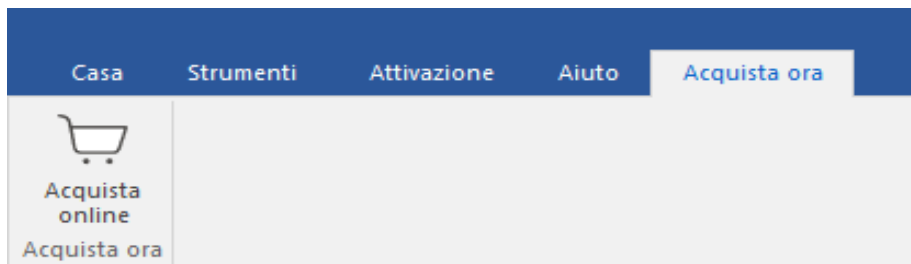 Casa Strumenti Attivazione Aiuto Acquista ora
Acquista
online
Acquista ora